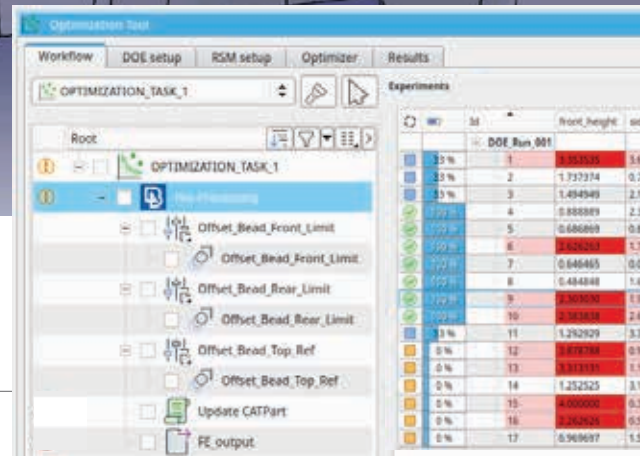 Optimization Tool
Workflow DOE setup RSM setup Optimizer Results
OPTIMIZATION_TASK_1 Experiments
Root Id front_height
DOE_Run_001
OPTIMIZATION_TASK_1
33 % 1 3.353535
33 % 2 1.737374
33 % 3 1.494949
Offset_Bead_Front_Limit
4 0.888889
5 0.686869
Offset_Bead_Front_Limit
6 2.626263
7 0.646465
Offset_Bead_Rear_Limit
8 0.484848
9 2.303030
Offset_Bead_Rear_Limit
10 2.383838
33 % 11 1.292929
Offset_Bead_Top_Ref
0 % 12 3.878788
0 % 13 3.313131
Offset_Bead_Top_Ref
0 % 14 1.252525
Update CATPart
0 % 15 4.000000
0 % 16 2.262626
FE_output
0 % 17 0.969697